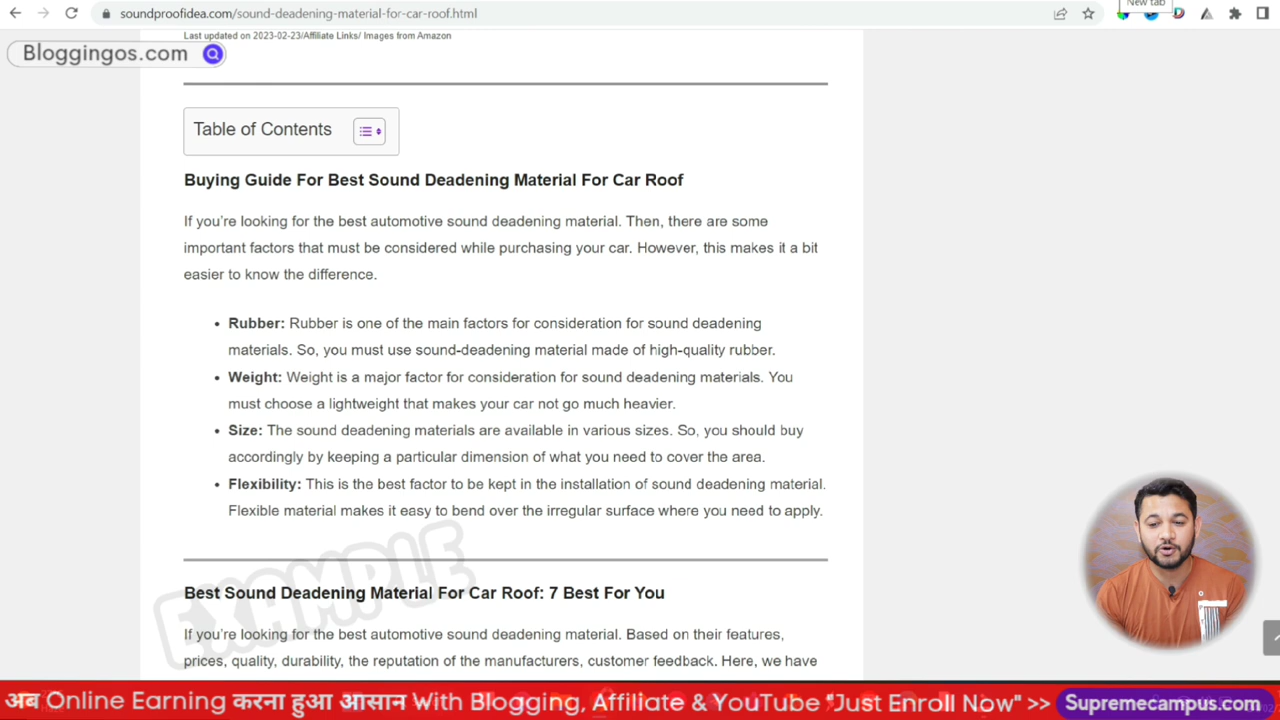 New tab
soundproofidea.com/sound-deadening-material-for-car-roof.html
Last updated on 2023-02-23/Affiliate Links/ Images from Amazon
Bloggingos.com
Table of Contents
Buying Guide For Best Sound Deadening Material For Car Roof
If you’re looking for the best automotive sound deadening material. Then, there are some
important factors that must be considered while purchasing your car. However, this makes it a bit
easier to know the difference.
• Rubber: Rubber is one of the main factors for consideration for sound deadening
materials. So, you must use sound-deadening material made of high-quality rubber.
• Weight: Weight is a major factor for consideration for sound deadening materials. You
must choose a lightweight that makes your car not go much heavier.
• Size: The sound deadening materials are available in various sizes. So, you should buy
accordingly by keeping a particular dimension of what you need to cover the area.
• Flexibility: This is the best factor to be kept in the installation of sound deadening material.
Flexible material makes it easy to bend over the irregular surface where you need to apply.
EXAMPLE
Best Sound Deadening Material For Car Roof: 7 Best For You
If you’re looking for the best automotive sound deadening material. Based on their features,
prices, quality, durability, the reputation of the manufacturers, customer feedback. Here, we have
अब Online Earning करना हुआ आसान With Blogging, Affiliate & YouTube "Just Enroll Now" >> Supremecampus.com